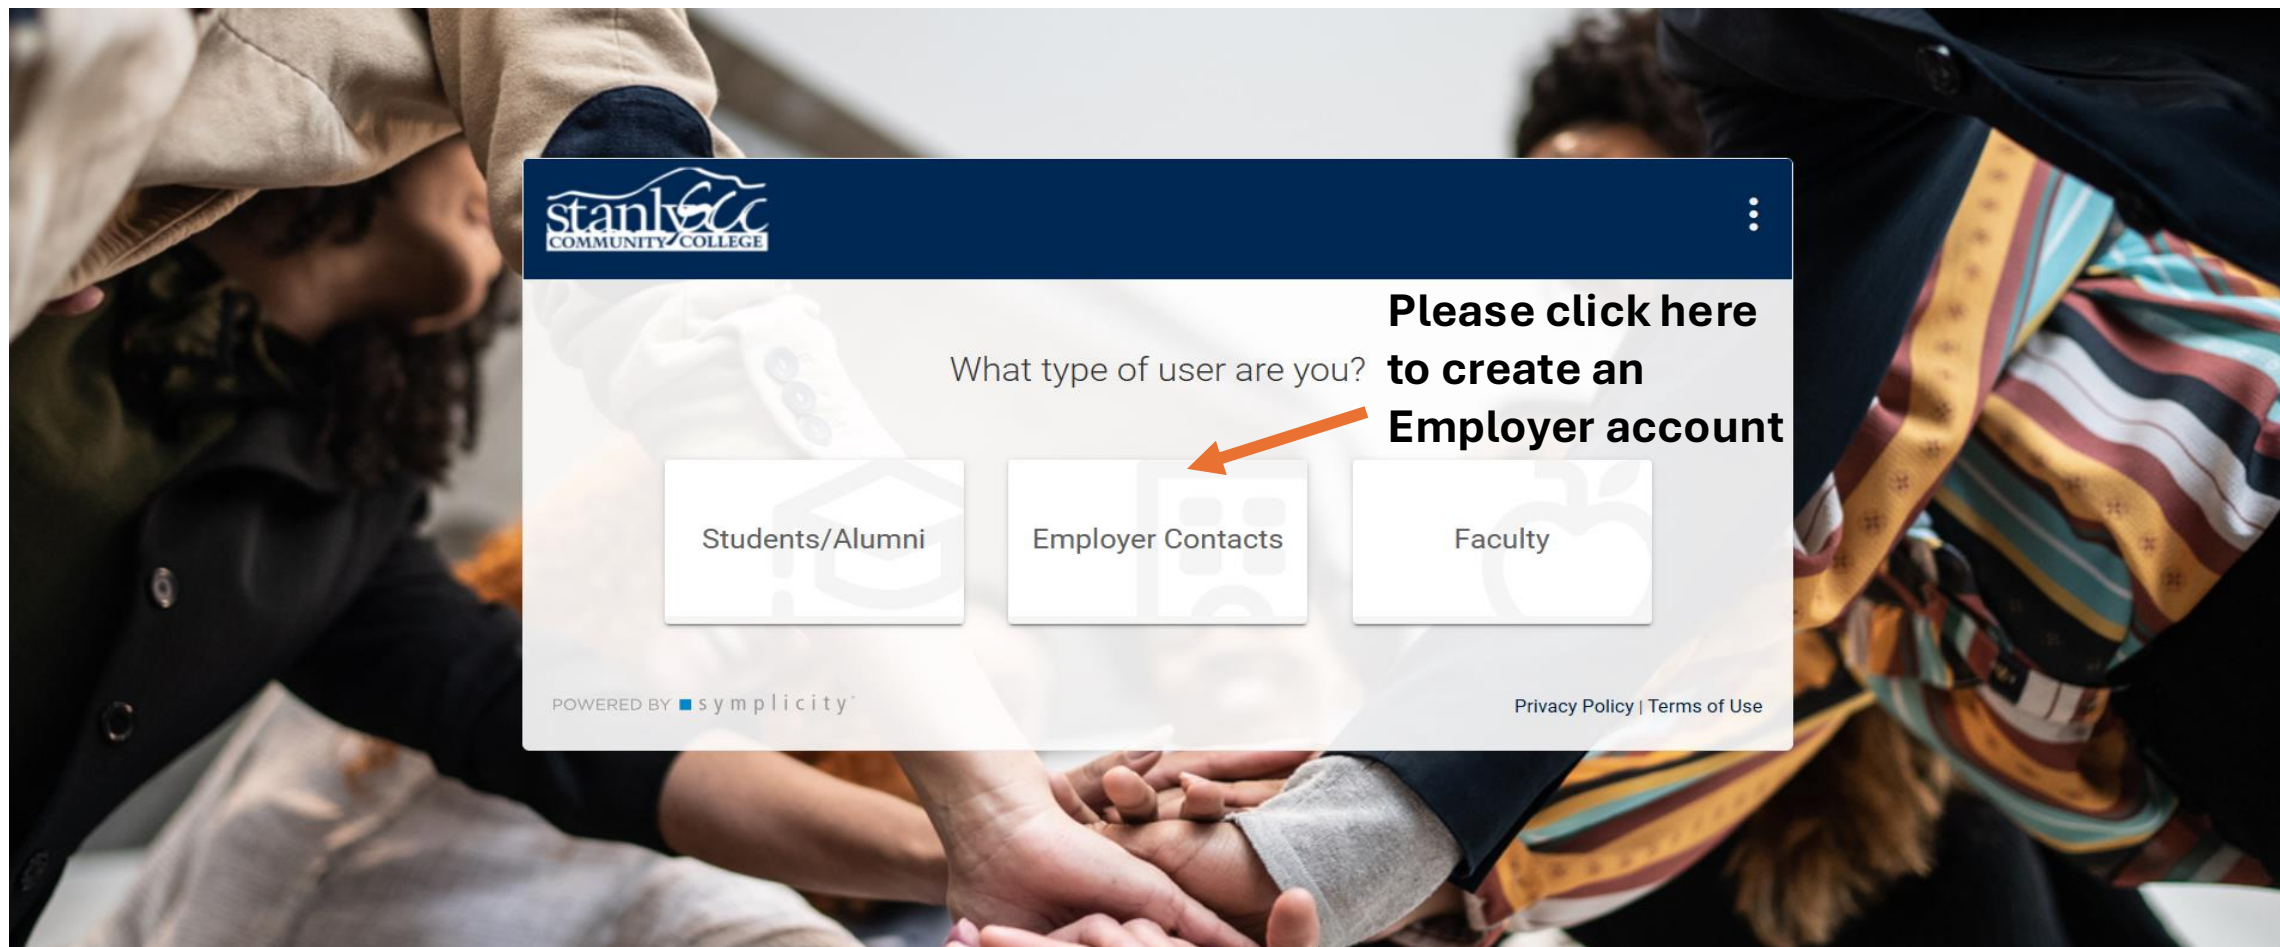 stanly SCC
COMMUNITY COLLEGE
Please click here
What type of user are you?
to create an
Employer account
Students/Alumni
Employer Contacts
Faculty
POWERED BY symplicity
Privacy Policy | Terms of Use